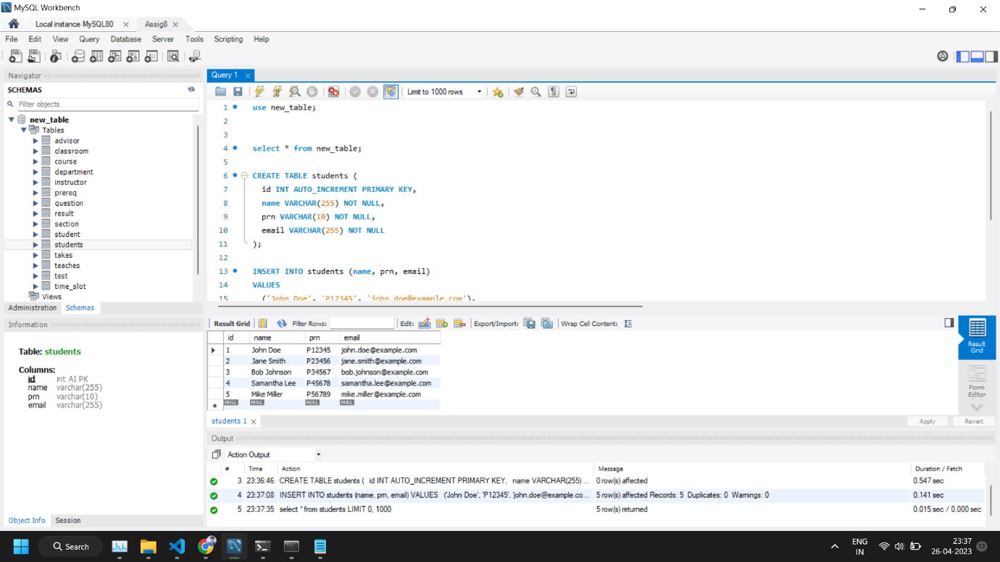 MySQL Workbench
Local instance MySQL80
Assig8
File Edit View Query Database Server Tools Scripting Help
Navigator
SCHEMAS
Filter objects
new_table
Tables
advisor
classroom
course
department
instructor
prereq
question
result
section
student
students
takes
teaches
test
time_slot
Views
Administration Schemas
Information
Table: students
Columns:
id int AI PK
name varchar(255)
prn varchar(10)
email varchar(255)
Object Info Session
Query 1
Limit to 1000 rows
1 use new_table;
2
3
4 select * from new_table;
5
6 CREATE TABLE students (
7 id INT AUTO_INCREMENT PRIMARY KEY,
8 name VARCHAR(255) NOT NULL,
9 prn VARCHAR(10) NOT NULL,
10 email VARCHAR(255) NOT NULL
11 );
12
13 INSERT INTO students (name, prn, email)
14 VALUES
15 ('John Doe', 'P12345', 'john.doe@example.com'),
Result Grid Filter Rows: Edit: Export/Import: Wrap Cell Content: IA
id name prn email
1 John Doe P12345 john.doe@example.com
2 Jane Smith P23456 jane.smith@example.com
3 Bob Johnson P34567 bob.johnson@example.com
4 Samantha Lee P45678 samantha.lee@example.com
5 Mike Miller P56789 mike.miller@example.com
NULL NULL NULL NULL
Result Grid
Form Editor
students 1
Apply Revert
Output
Action Output
# Time Action Message Duration / Fetch
3 23:36:46 CREATE TABLE students ( id INT AUTO_INCREMENT PRIMARY KEY, name VARCHAR(255) ... 0 row(s) affected 0.547 sec
4 23:37:08 INSERT INTO students (name, prn, email) VALUES ('John Doe', 'P12345', 'john.doe@example.co... 5 row(s) affected Records: 5 Duplicates: 0 Warnings: 0 0.141 sec
5 23:37:35 select * from students LIMIT 0, 1000 5 row(s) returned 0.015 sec / 0.000 sec
Search
ENG
IN
23:37
26-04-2023
13